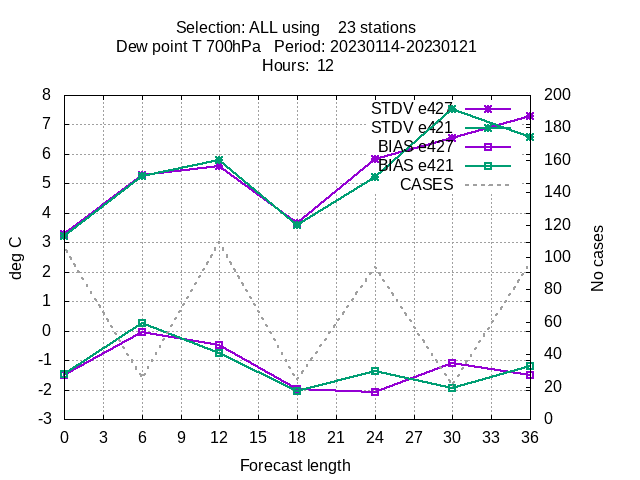 Selection: ALL using    23 stations
Dew point T 700hPa   Period: 20230114-20230121
Hours:  12
8
7
6
5
4
3
2
1
0
-1
-2
-3
deg C
STDV e427
STDV e421
BIAS e427
BIAS e421
CASES
200
180
160
140
120
100
80
60
40
20
0
No cases
0 3 6 9 12 15 18 21 24 27 30 33 36
Forecast length